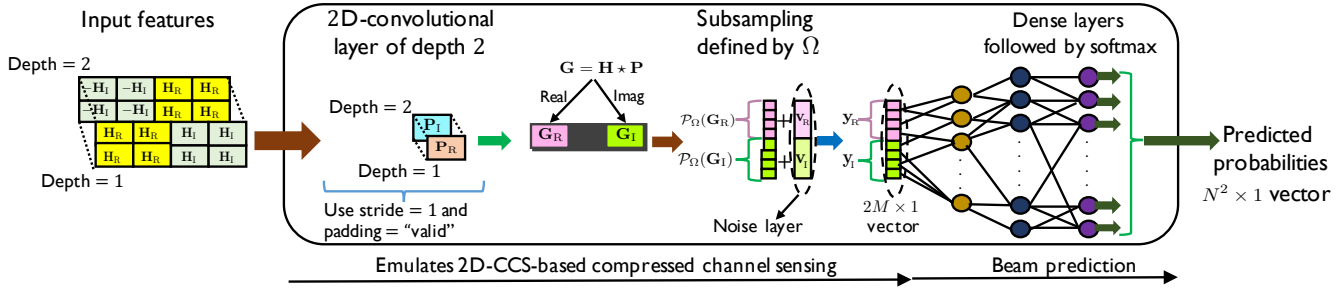 Input features
Depth = 2
−H_I −H_I H_R H_R
−H_I −H_I H_R H_R
H_R H_R H_I H_I
H_R H_R H_I H_I
Depth = 1
2D-convolutional
layer of depth 2
Depth = 2
P_I
P_R
Depth = 1
Use stride = 1 and
padding = “valid”
G = H ⋆ P
Real Imag
G_R G_I
Subsampling
defined by Ω
P_Ω(G_R)
P_Ω(G_I)
+ v_R
+ v_I
Noise layer
y_R
y_I
2M × 1
vector
Dense layers
followed by softmax
Predicted
probabilities
N² × 1 vector
Emulates 2D-CCS-based compressed channel sensing
Beam prediction